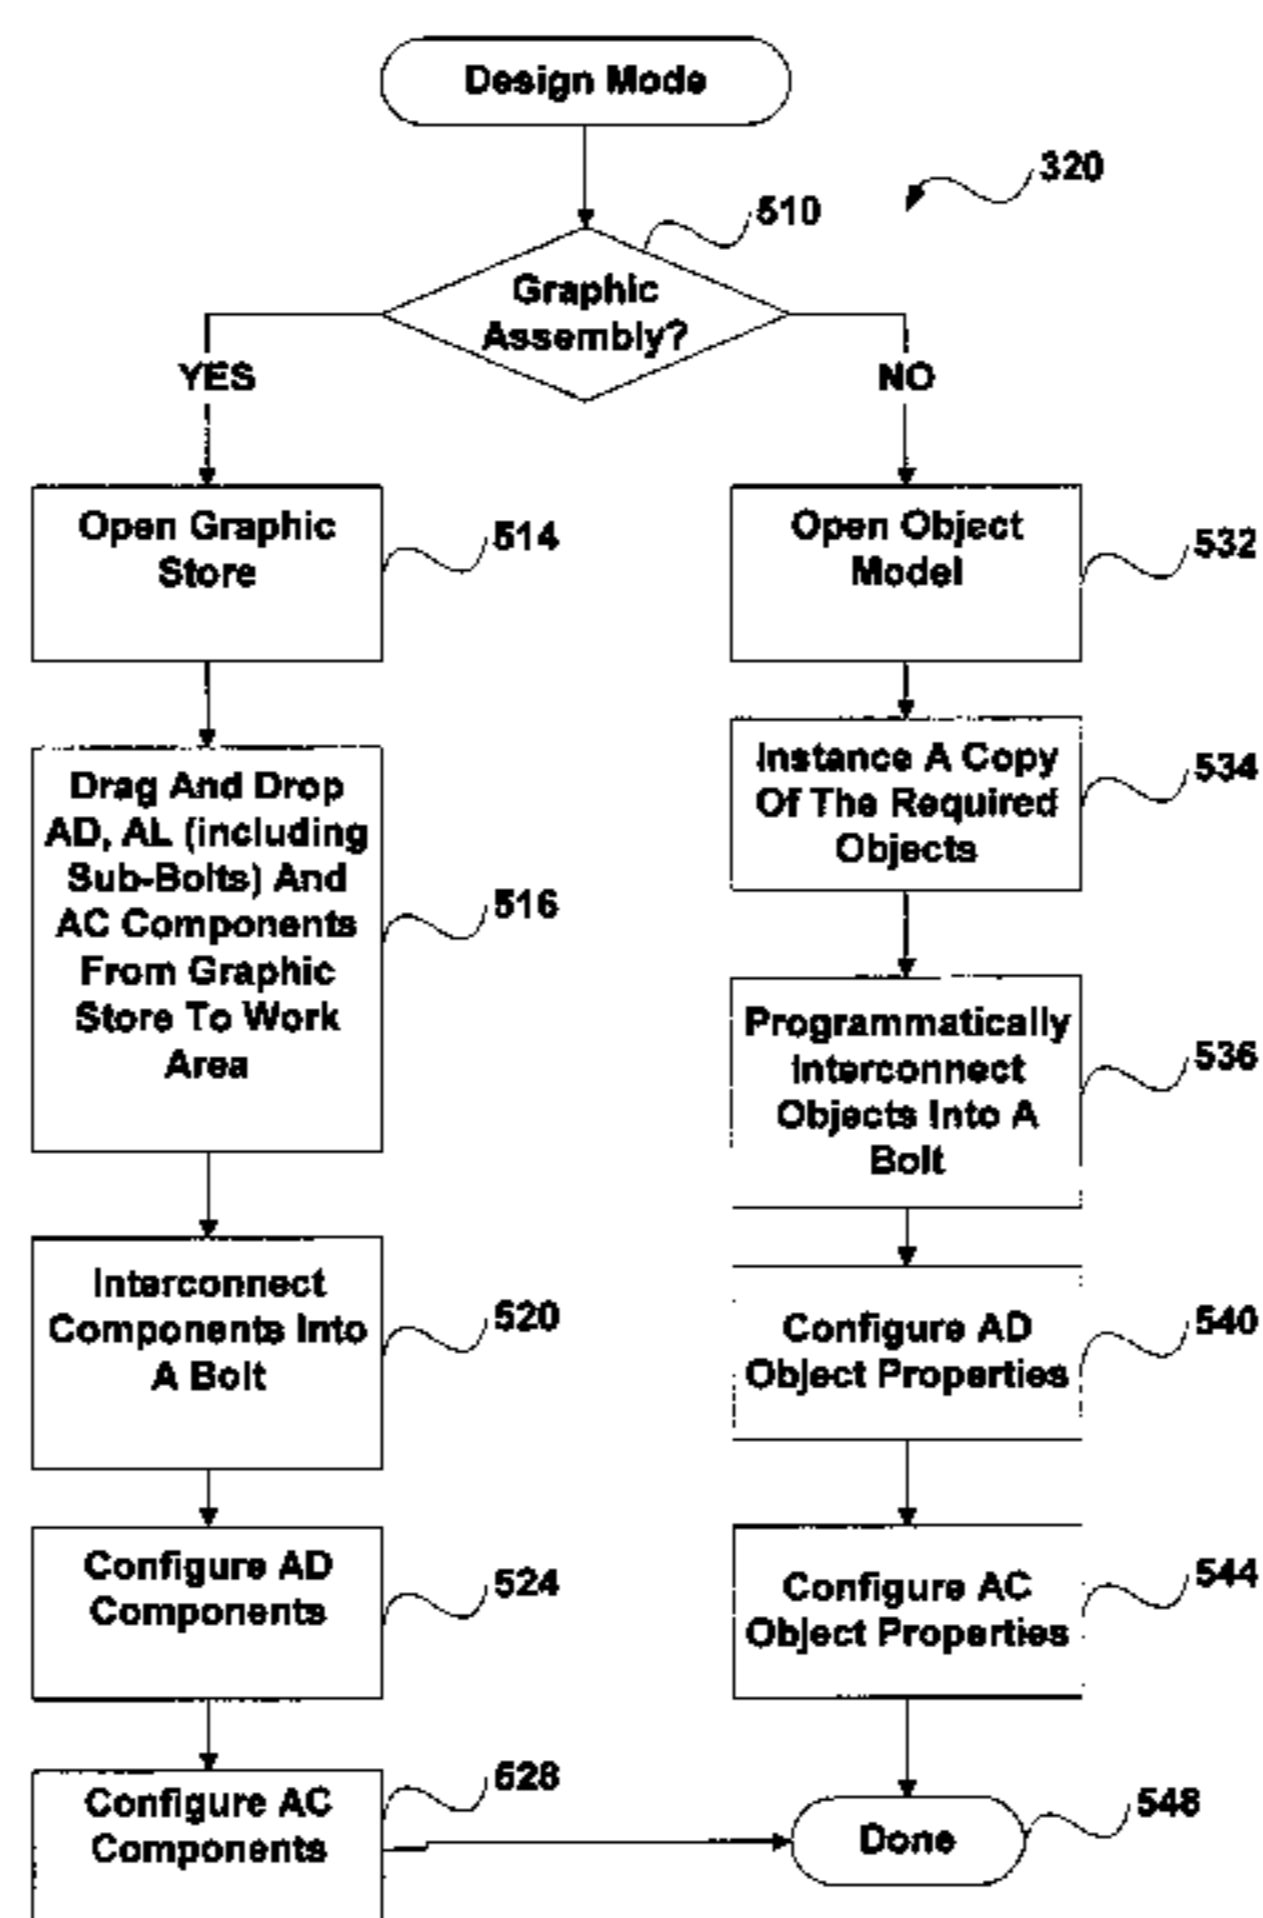 Design Mode
320
510
Graphic
Assembly?
YES
NO
Open Graphic
Store
514
Open Object
Model
532
Drag And Drop
AD, AL (including
Sub-Bolts) And
AC Components
From Graphic
Store To Work
Area
516
Instance A Copy
Of The Required
Objects
534
Programmatically
Interconnect
Objects Into A
Bolt
536
Interconnect
Components Into
A Bolt
520
Configure AD
Object Properties
540
Configure AD
Components
524
Configure AC
Object Properties
544
Configure AC
Components
528
Done
548